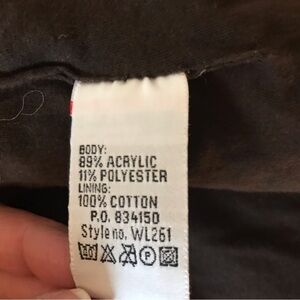 BODY:
89% ACRYLIC
11% POLYESTER
LINING:
100% COTTON
P.O. 834150
Style no. WL261